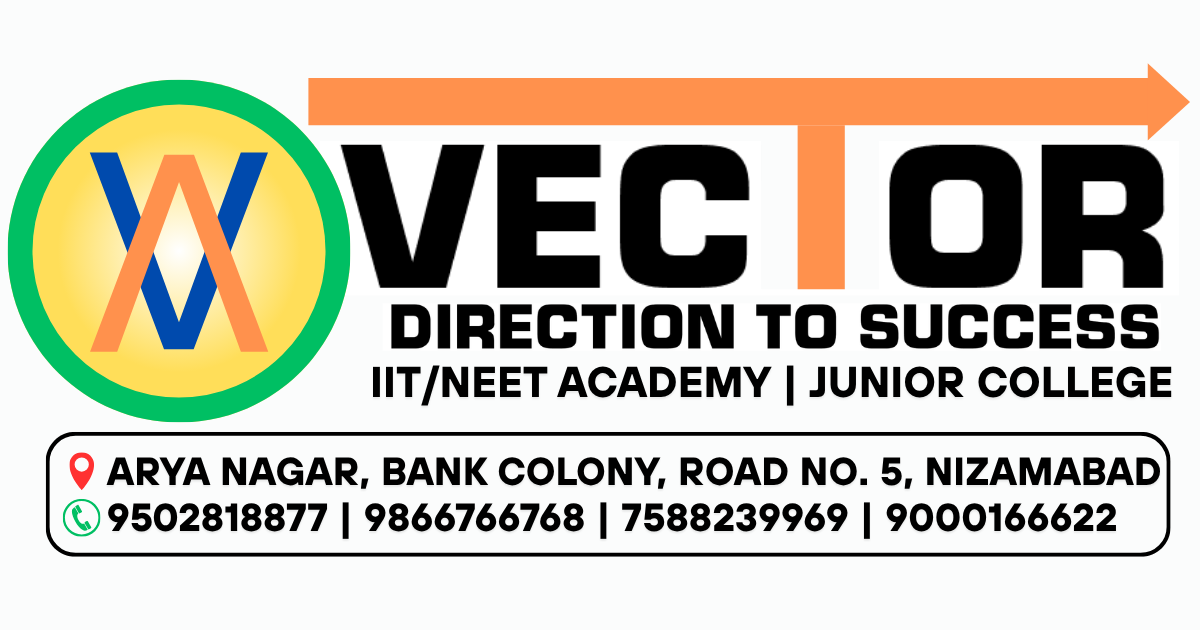 VA
VECTOR
DIRECTION TO SUCCESS
IIT/NEET ACADEMY | JUNIOR COLLEGE
ARYA NAGAR, BANK COLONY, ROAD NO. 5, NIZAMABAD
9502818877 | 9866766768 | 7588239969 | 9000166622